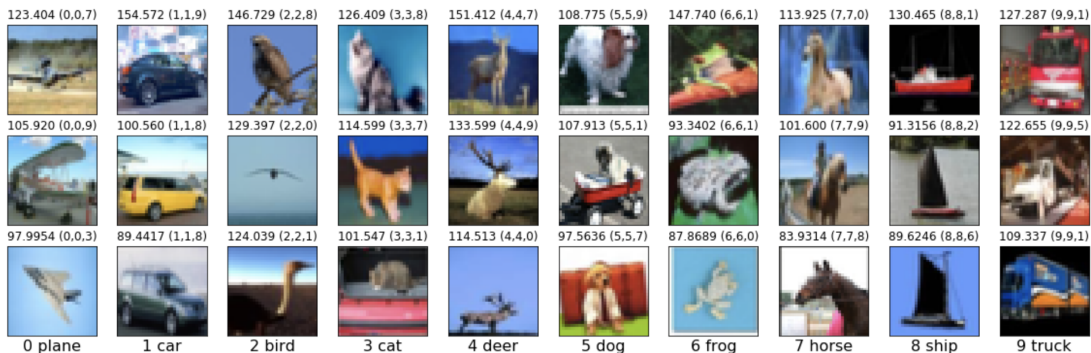 123.404 (0,0,7) 154.572 (1,1,9) 146.729 (2,2,8) 126.409 (3,3,8) 151.412 (4,4,7) 108.775 (5,5,9) 147.740 (6,6,1) 113.925 (7,7,0) 130.465 (8,8,1) 127.287 (9,9,1)
105.920 (0,0,9) 100.560 (1,1,8) 129.397 (2,2,0) 114.599 (3,3,7) 133.599 (4,4,9) 107.913 (5,5,1) 93.3402 (6,6,1) 101.600 (7,7,9) 91.3156 (8,8,2) 122.655 (9,9,5)
97.9954 (0,0,3) 89.4417 (1,1,8) 124.039 (2,2,1) 101.547 (3,3,1) 114.513 (4,4,0) 97.5636 (5,5,7) 87.8689 (6,6,0) 83.9314 (7,7,8) 89.6246 (8,8,6) 109.337 (9,9,1)
0 plane 1 car 2 bird 3 cat 4 deer 5 dog 6 frog 7 horse 8 ship 9 truck